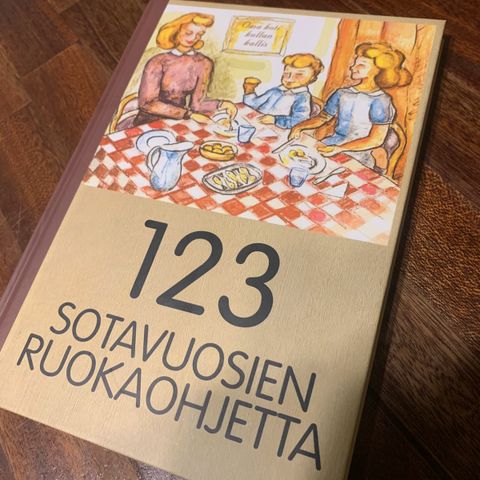 Oma koti
kullan
kallis
123
SOTAVUOSIEN
RUOKAOHJETTA